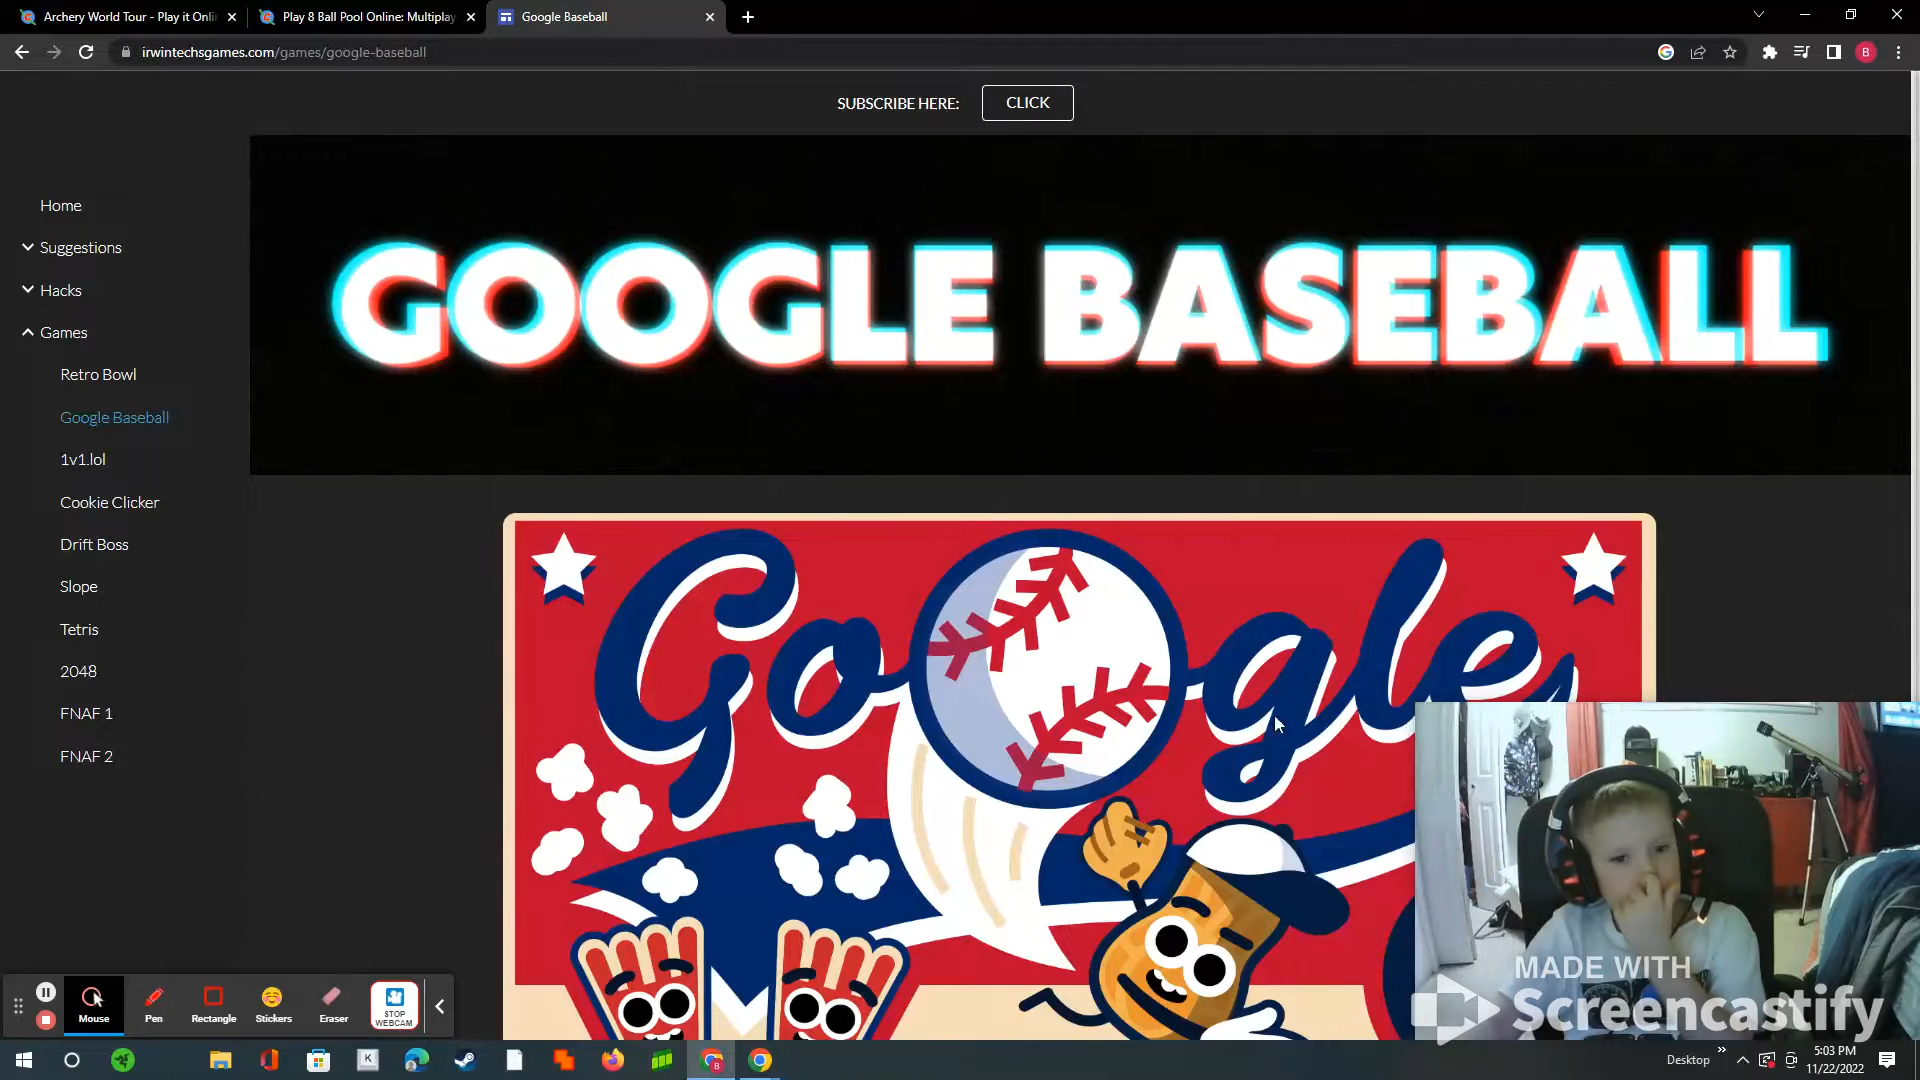 Archery World Tour - Play it Onli
Play 8 Ball Pool Online: Multiplay
Google Baseball
irwintechsgames.com/games/google-baseball
B
SUBSCRIBE HERE:
CLICK
Home
Suggestions
Hacks
Games
Retro Bowl
Google Baseball
1v1.lol
Cookie Clicker
Drift Boss
Slope
Tetris
2048
FNAF 1
FNAF 2
GOOGLE BASEBALL
Google
MADE WITH
Screencastify
Mouse
Pen
Rectangle
Stickers
Eraser
STOP
WEBCAM
K
B
Desktop
»
5:03 PM
11/22/2022